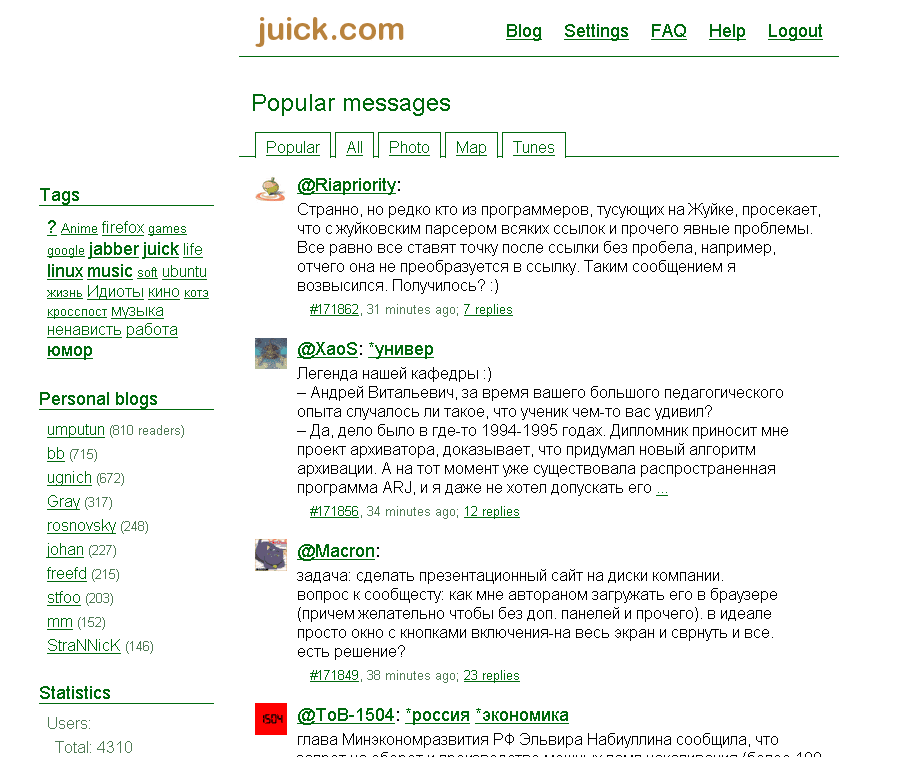 juick.com
Blog Settings FAQ Help Logout
Popular messages
Popular All Photo Map Tunes
Tags
? Anime firefox games
google jabber juick life
linux music soft ubuntu
жизнь Идиоты кино котэ
кросспост музыка
ненависть работа
юмор
Personal blogs
umputun (810 readers)
bb (715)
ugnich (672)
Gray (317)
rosnovsky (248)
johan (227)
freefd (215)
stfoo (203)
mm (152)
StraNNicK (146)
Statistics
Users:
Total: 4310
@Riapriority:
Странно, но редко кто из программеров, тусующих на Жуйке, просекает,
что с жуйковским парсером всяких ссылок и прочего явные проблемы.
Все равно все ставят точку после ссылки без пробела, например,
отчего она не преобразуется в ссылку. Таким сообщением я
возвысился. Получилось? :)
#171862, 31 minutes ago; 7 replies
@XaoS: *универ
Легенда нашей кафедры :)
– Андрей Витальевич, за время вашего большого педагогического
опыта случалось ли такое, что ученик чем-то вас удивил?
– Да, дело было в где-то 1994-1995 годах. Дипломник приносит мне
проект архиватора, доказывает, что придумал новый алгоритм
архивации. А на тот момент уже существовала распространенная
программа ARJ, и я даже не хотел допускать его ...
#171856, 34 minutes ago; 12 replies
@Macron:
задача: сделать презентационный сайт на диски компании.
вопрос к сообщесту: как мне автораном загружать его в браузере
(причем желательно чтобы без доп. панелей и прочего). в идеале
просто окно с кнопками включения-на весь экран и сврнуть и все.
есть решение?
#171849, 38 minutes ago; 23 replies
1504
@ToB-1504: *россия *экономика
глава Минэкономразвития РФ Эльвира Набиуллина сообщила, что